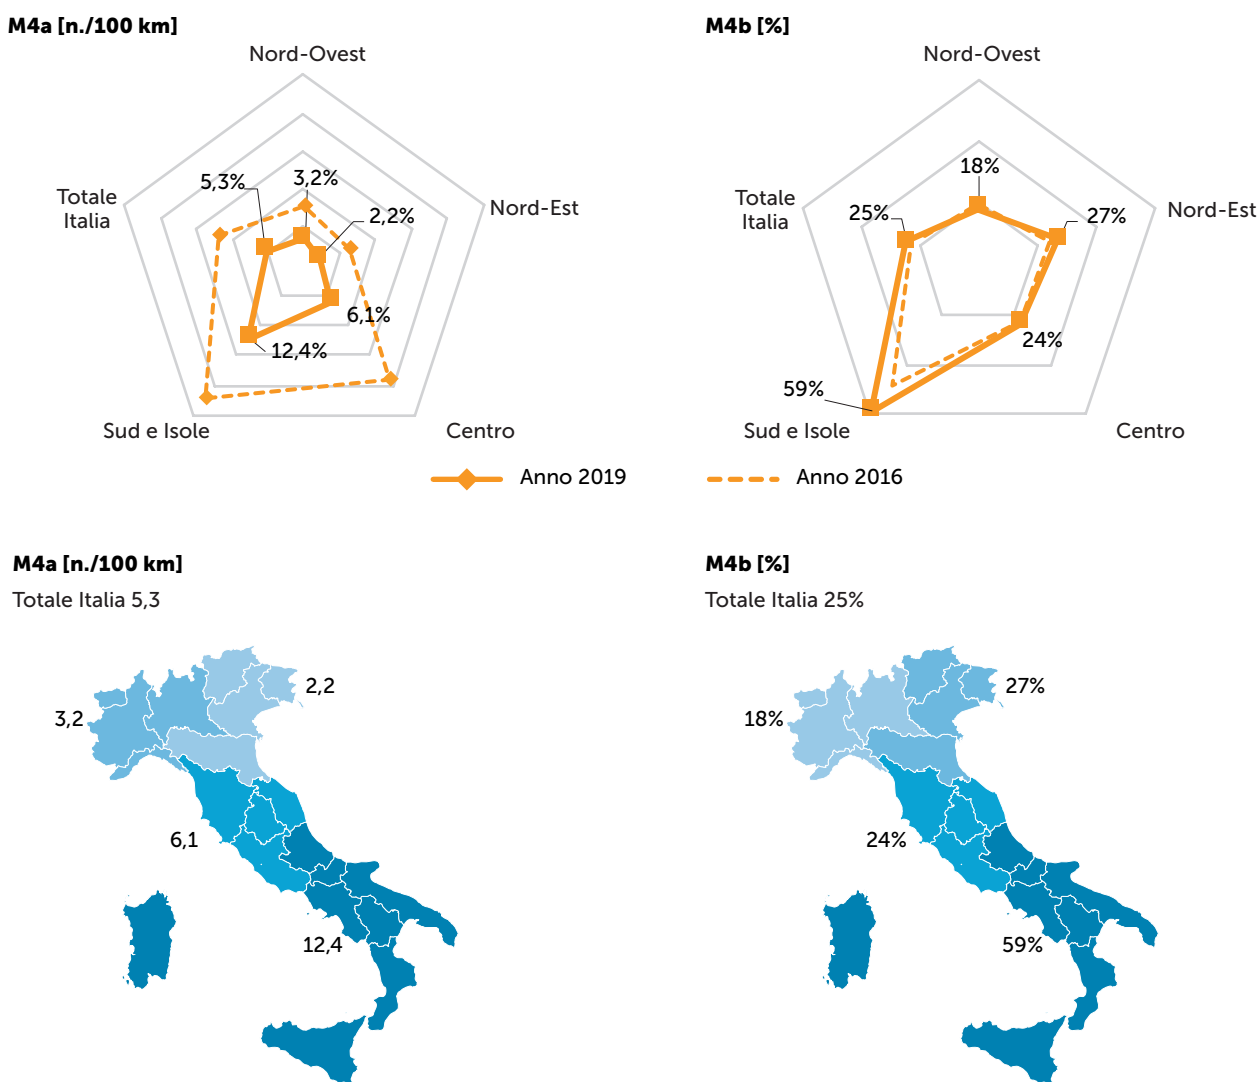 M4a [n./100 km]
Nord-Ovest
Totale
Italia
5,3%
3,2%
2,2%
Nord-Est
6,1%
12,4%
Sud e Isole
Centro
M4b [%]
Nord-Ovest
18%
Totale
Italia
25%
27%
Nord-Est
24%
59%
Sud e Isole
Centro
Anno 2019
Anno 2016
M4a [n./100 km]
Totale Italia 5,3
2,2
3,2
6,1
12,4
M4b [%]
Totale Italia 25%
27%
18%
24%
59%